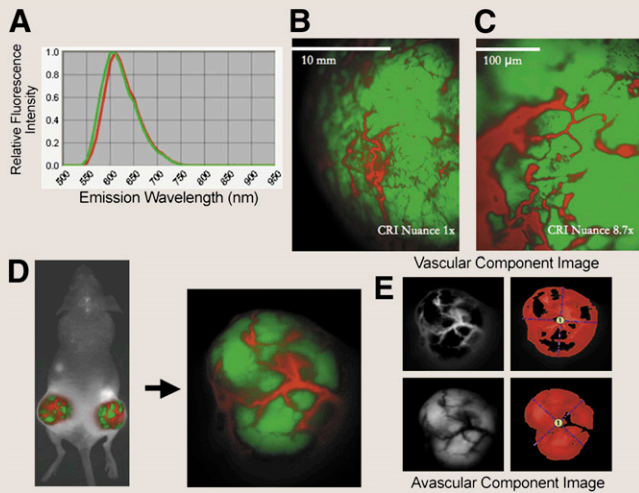 A
Relative Fluorescence
Intensity
1.0
0.8
0.6
0.4
0.2
0.0
500 550 600 650 700 750 800 850 900 950
Emission Wavelength (nm)
B
10 mm
CRI Nuance 1x
C
100 µm
CRI Nuance 8.7x
D
Vascular Component Image
E
1
1
Avascular Component Image